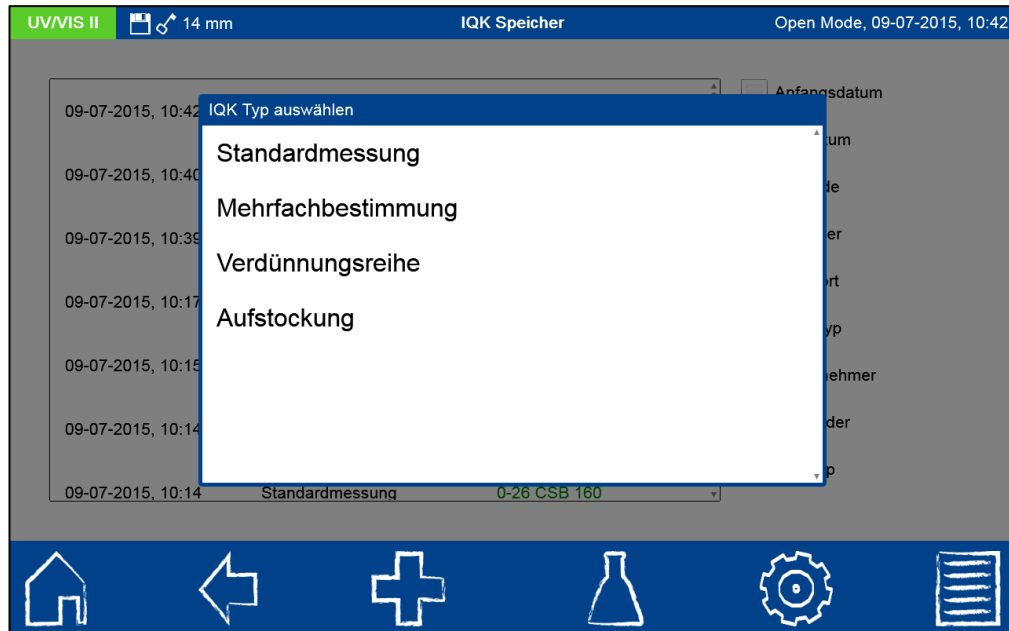 UV/VIS II 14 mm IQK Speicher Open Mode, 09-07-2015, 10:42
Anfangsdatum
09-07-2015, 10:42
IQK Typ auswählen
Standardmessung
09-07-2015, 10:40
Mehrfachbestimmung
09-07-2015, 10:39
Verdünnungsreihe
09-07-2015, 10:17
Aufstockung
09-07-2015, 10:15
09-07-2015, 10:14
09-07-2015, 10:14 Standardmessung 0-26 CSB 160